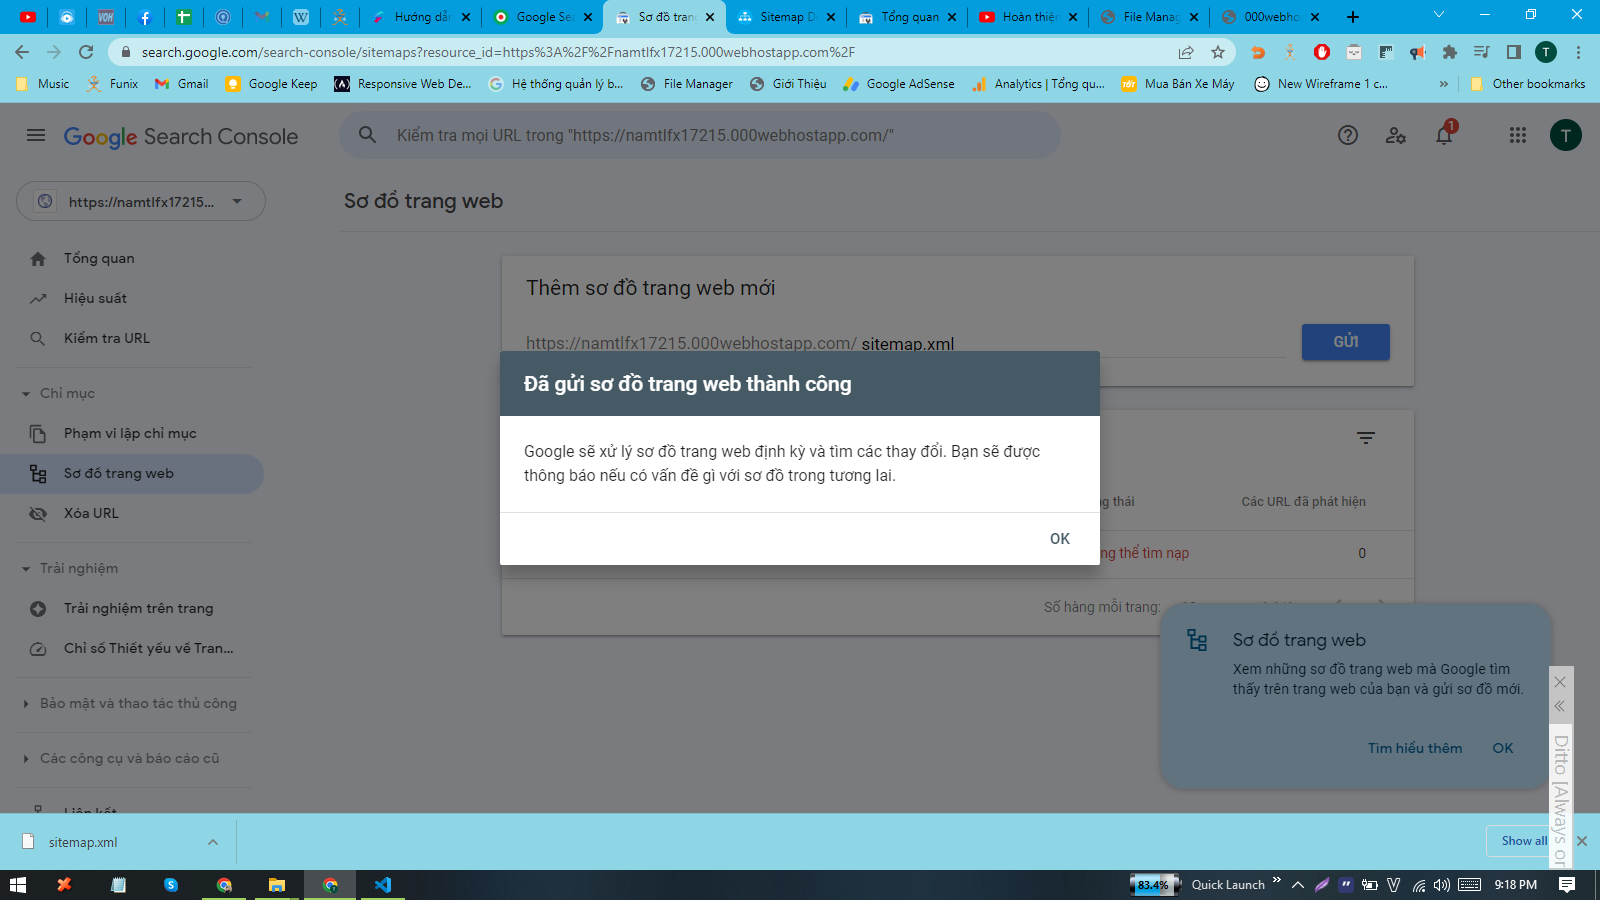 Hướng dẫn
Google Sea
Sơ đồ trang
Sitemap D
Tổng quan
Hoàn thiện
File Manag
000webho
search.google.com/search-console/sitemaps?resource_id=https%3A%2F%2Fnamtlfx17215.000webhostapp.com%2F
Music
Funix
Gmail
Google Keep
Responsive Web De...
Hệ thống quản lý b...
File Manager
Giới Thiệu
Google AdSense
Analytics | Tổng qu...
Mua Bán Xe Máy
New Wireframe 1 c...
Other bookmarks
Google Search Console
Kiểm tra mọi URL trong "https://namtlfx17215.000webhostapp.com/"
1
T
https://namtlfx17215...
Sơ đồ trang web
Tổng quan
Hiệu suất
Kiểm tra URL
Chỉ mục
Phạm vi lập chỉ mục
Sơ đồ trang web
Xóa URL
Trải nghiệm
Trải nghiệm trên trang
Chỉ số Thiết yếu về Tran...
Bảo mật và thao tác thủ công
Các công cụ và báo cáo cũ
Liên kết
Thêm sơ đồ trang web mới
https://namtlfx17215.000webhostapp.com/ sitemap.xml
GỬI
Đã gửi sơ đồ trang web thành công
Google sẽ xử lý sơ đồ trang web định kỳ và tìm các thay đổi. Bạn sẽ được
thông báo nếu có vấn đề gì với sơ đồ trong tương lai.
OK
thái
Các URL đã phát hiện
thể tìm nạp
0
Số hàng mỗi trang:
Sơ đồ trang web
Xem những sơ đồ trang web mà Google tìm
thấy trên trang web của bạn và gửi sơ đồ mới.
Tìm hiểu thêm
OK
Ditto [Always on
sitemap.xml
Show all
83.4%
Quick Launch
9:18 PM